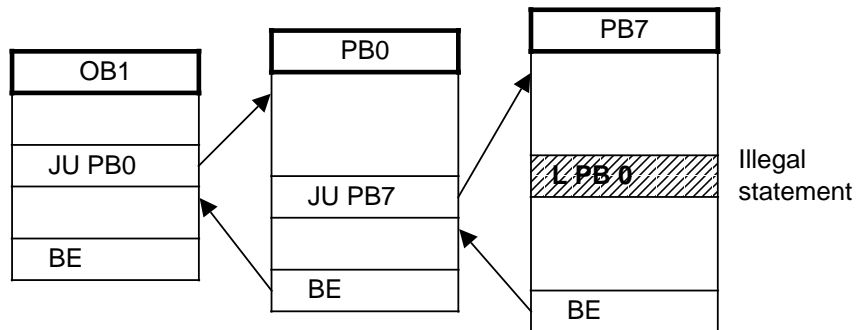 OB1
JU PB0
BE
PB0
JU PB7
BE
PB7
L PB 0
BE
Illegal
statement